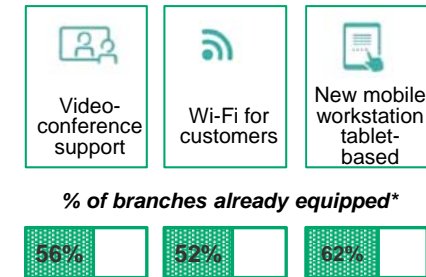 Video-
conference
support
Wi-Fi for
customers
New mobile
workstation
tablet-
based
% of branches already equipped*
56%
52%
62%